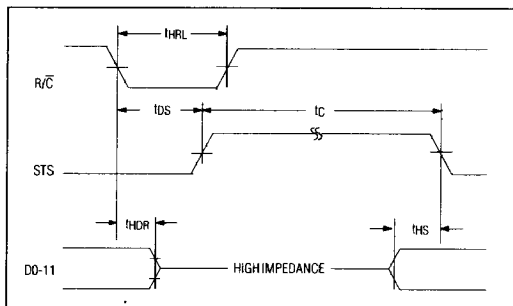 tHRL
R/C̅
tDS
tC
STS
tHDR
tHS
D0-11
HIGH IMPEDANCE